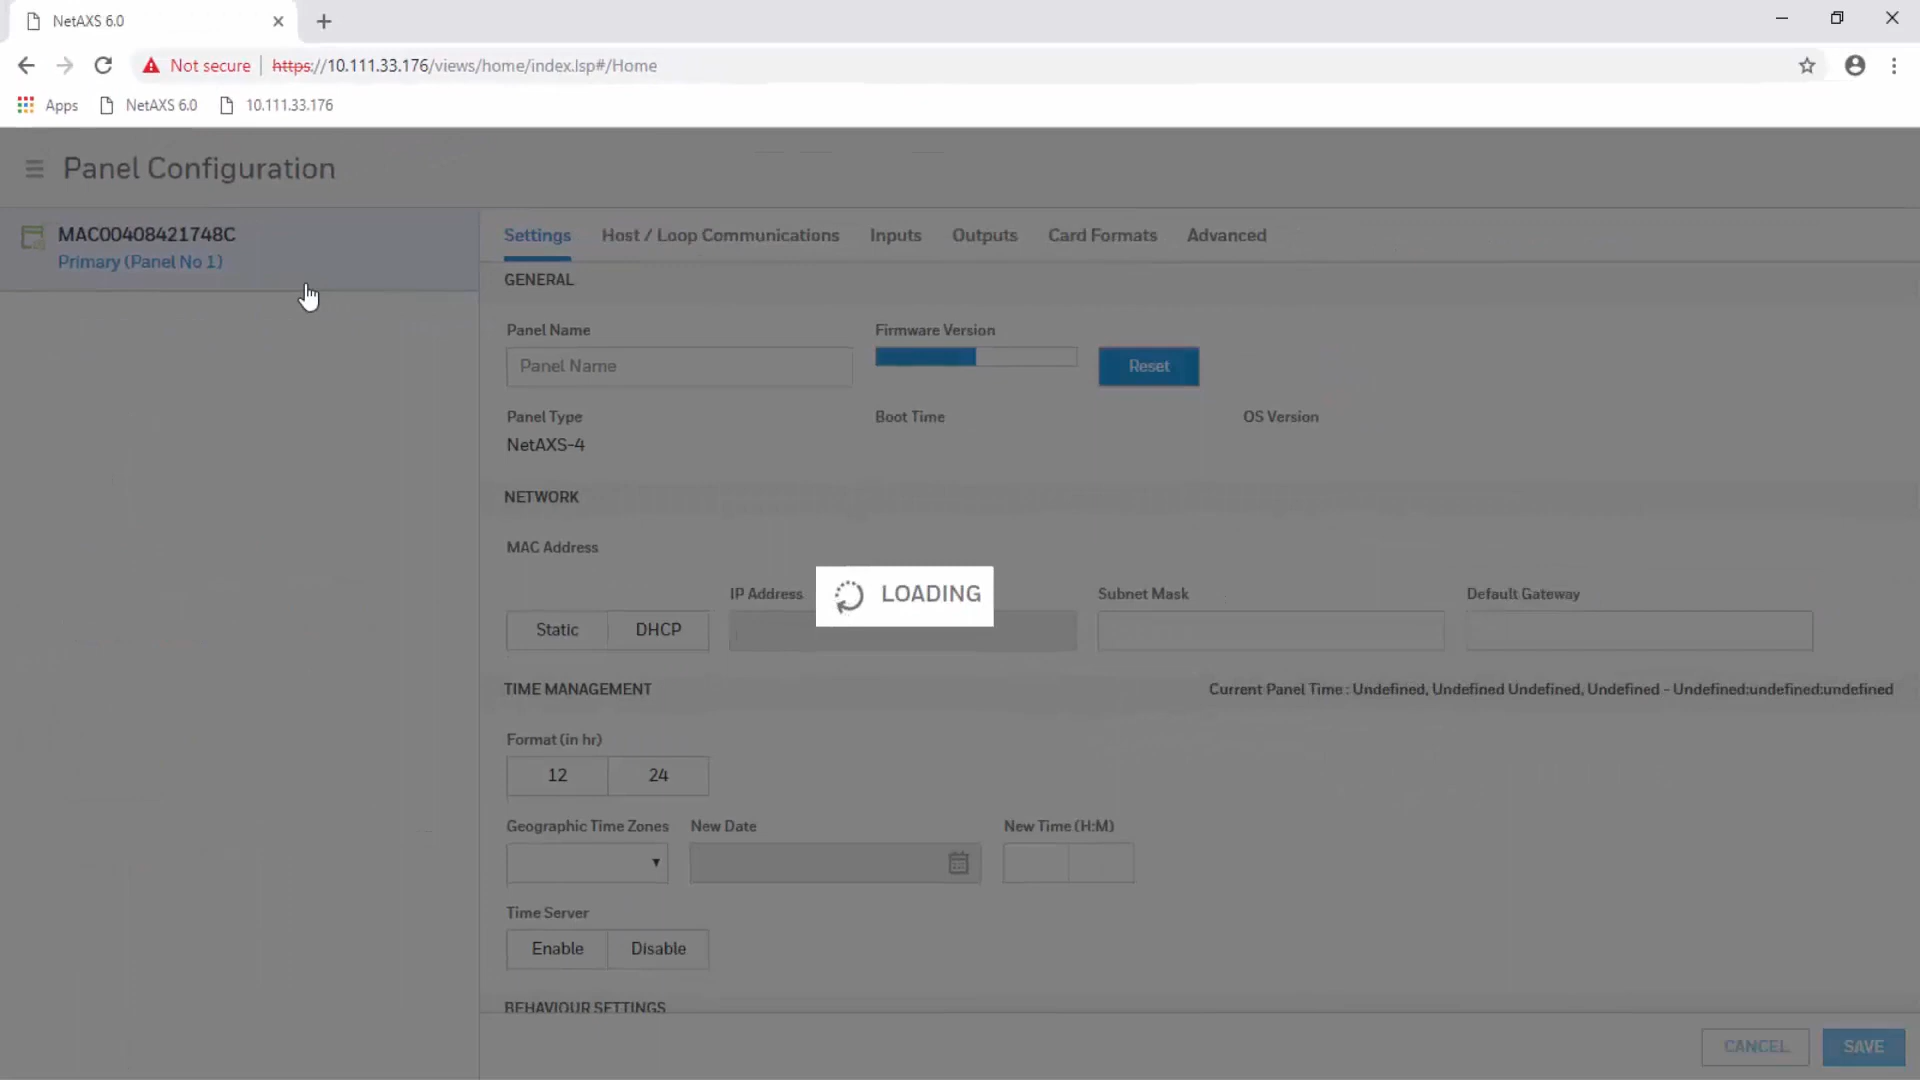 NetAXS 6.0
Not secure https://10.111.33.176/views/home/index.lsp#/Home
Apps NetAXS 6.0 10.111.33.176
Panel Configuration
MAC00408421748C
Primary (Panel No 1)
Settings Host / Loop Communications Inputs Outputs Card Formats Advanced
GENERAL
Panel Name Firmware Version
Panel Name Reset
Panel Type Boot Time OS Version
NetAXS-4
NETWORK
MAC Address
IP Address Subnet Mask Default Gateway
LOADING
Static DHCP
TIME MANAGEMENT Current Panel Time : Undefined, Undefined Undefined, Undefined - Undefined:undefined:undefined
Format (in hr)
12 24
Geographic Time Zones New Date New Time (H:M)
Time Server
Enable Disable
BEHAVIOUR SETTINGS
CANCEL SAVE